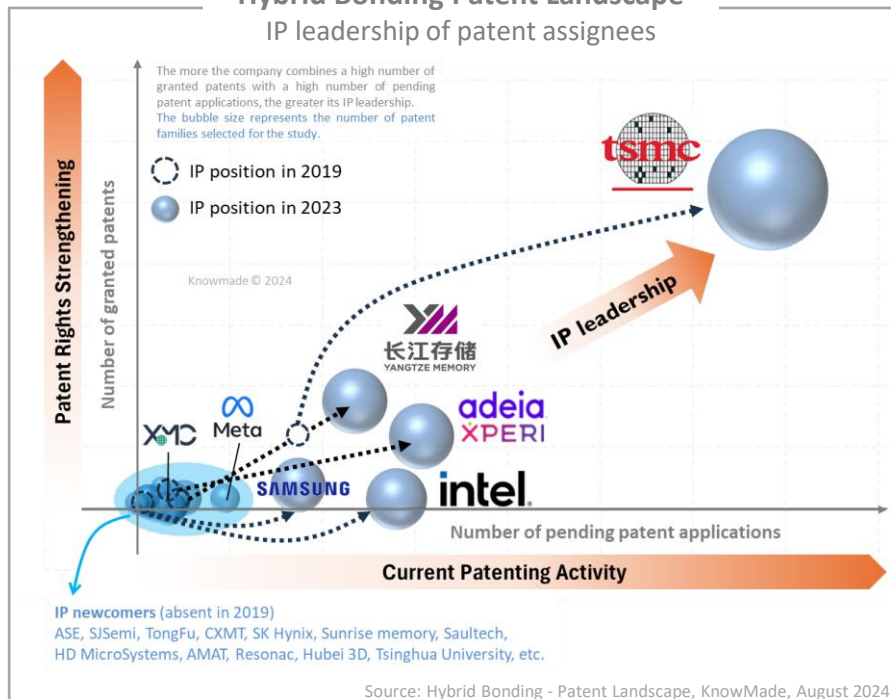 Hybrid Bonding Patent Landscape
IP leadership of patent assignees
The more the company combines a high number of
granted patents with a high number of pending
patent applications, the greater its IP leadership.
The bubble size represents the number of patent
families selected for the study.
IP position in 2019
IP position in 2023
Knowmade © 2024
Patent Rights Strengthening
Number of granted patents
tsmc
IP leadership
长江存储
YANGTZE MEMORY
adeia
XPERI
XMC
Meta
SAMSUNG
intel.
Number of pending patent applications
Current Patenting Activity
IP newcomers (absent in 2019)
ASE, SJSemi, TongFu, CXMT, SK Hynix, Sunrise memory, Saultech,
HD MicroSystems, AMAT, Resonac, Hubei 3D, Tsinghua University, etc.
Source: Hybrid Bonding - Patent Landscape, KnowMade, August 2024